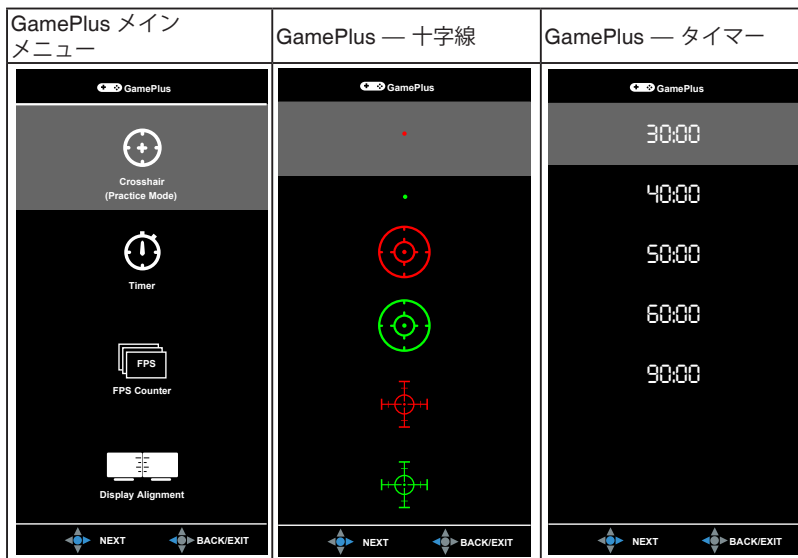 GamePlus メイン
メニュー
GamePlus — 十字線
GamePlus — タイマー
GamePlus
Crosshair
(Practice Mode)
Timer
FPS
FPS Counter
Display Alignment
NEXT
BACK/EXIT
GamePlus
NEXT
BACK/EXIT
GamePlus
30:00
40:00
50:00
60:00
90:00
NEXT
BACK/EXIT